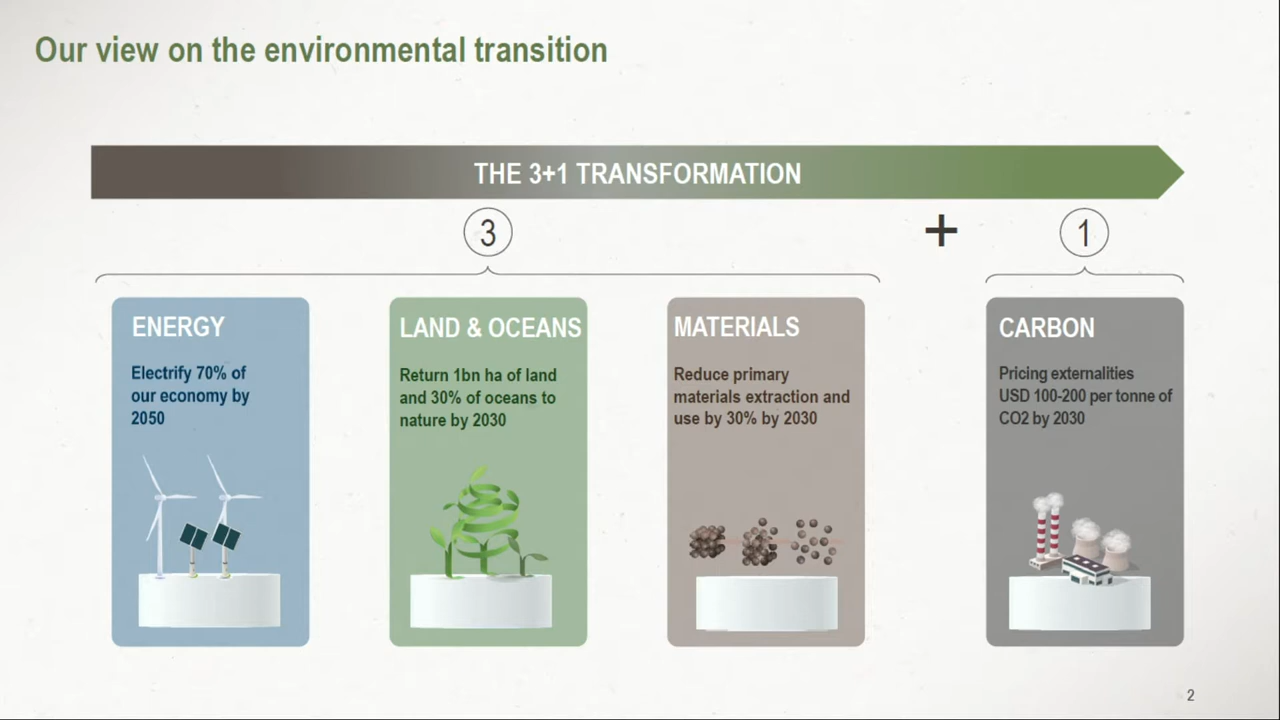 Our view on the environmental transition
THE 3+1 TRANSFORMATION
3
+
1
ENERGY
Electrify 70% of
our economy by
2050
LAND & OCEANS
Return 1bn ha of land
and 30% of oceans to
nature by 2030
MATERIALS
Reduce primary
materials extraction and
use by 30% by 2030
CARBON
Pricing externalities
USD 100-200 per tonne of
CO2 by 2030
2